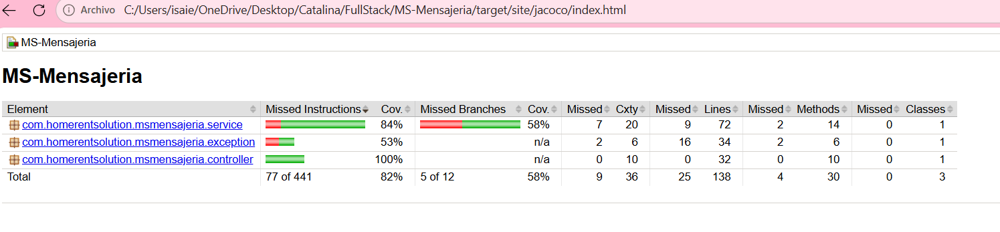 Archivo C:/Users/isaie/OneDrive/Desktop/Catalina/FullStack/MS-Mensajeria/target/site/jacoco/index.html
MS-Mensajeria
MS-Mensajeria
Element Missed Instructions Cov. Missed Branches Cov. Missed Cxty Missed Lines Missed Methods Missed Classes
com.homerentsolution.msmensajeria.service 84% 58% 7 20 9 72 2 14 0 1
com.homerentsolution.msmensajeria.exception 53% n/a 2 6 16 34 2 6 0 1
com.homerentsolution.msmensajeria.controller 100% n/a 0 10 0 32 0 10 0 1
Total 77 of 441 82% 5 of 12 58% 9 36 25 138 4 30 0 3